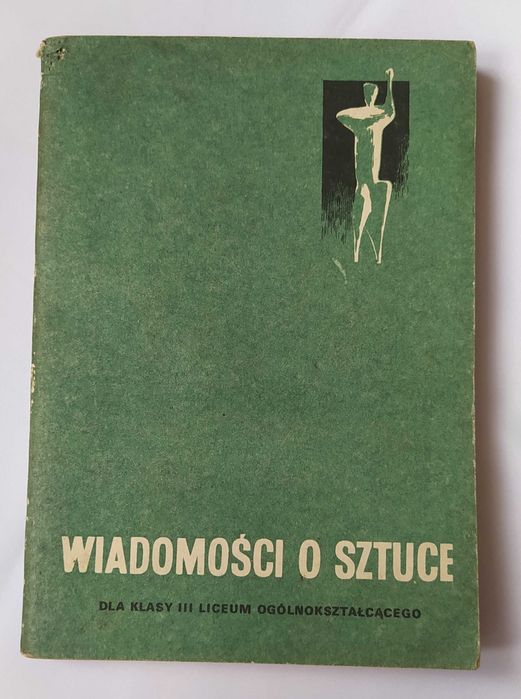 WIADOMOŚCI O SZTUCE
DLA KLASY III LICEUM OGÓLNOKSZTAŁCĄCEGO